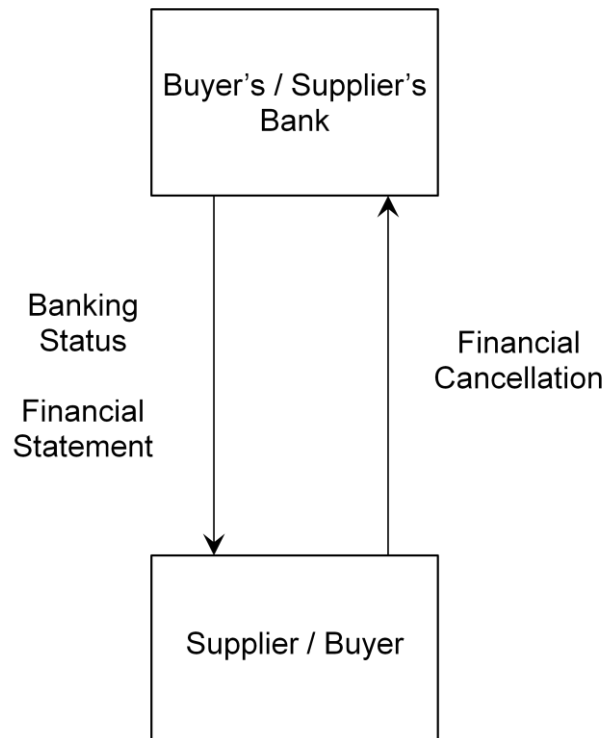 Buyer’s / Supplier’s
Bank
Banking
Status
Financial
Statement
Financial
Cancellation
Supplier / Buyer